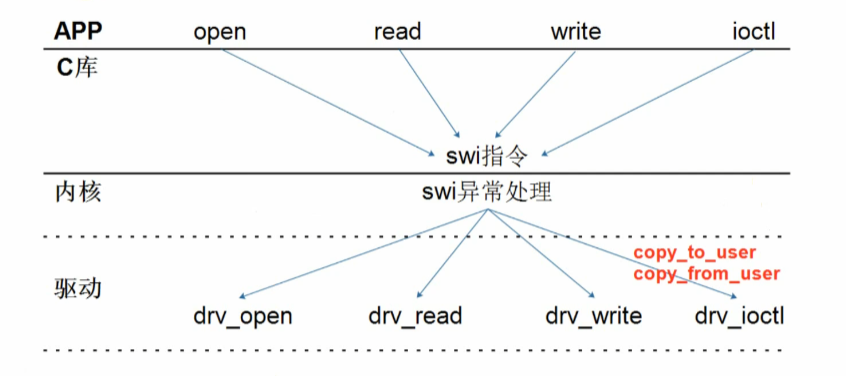 APP open read write ioctl
C库
swi指令
内核 swi异常处理
copy_to_user
copy_from_user
驱动
drv_open drv_read drv_write drv_ioctl